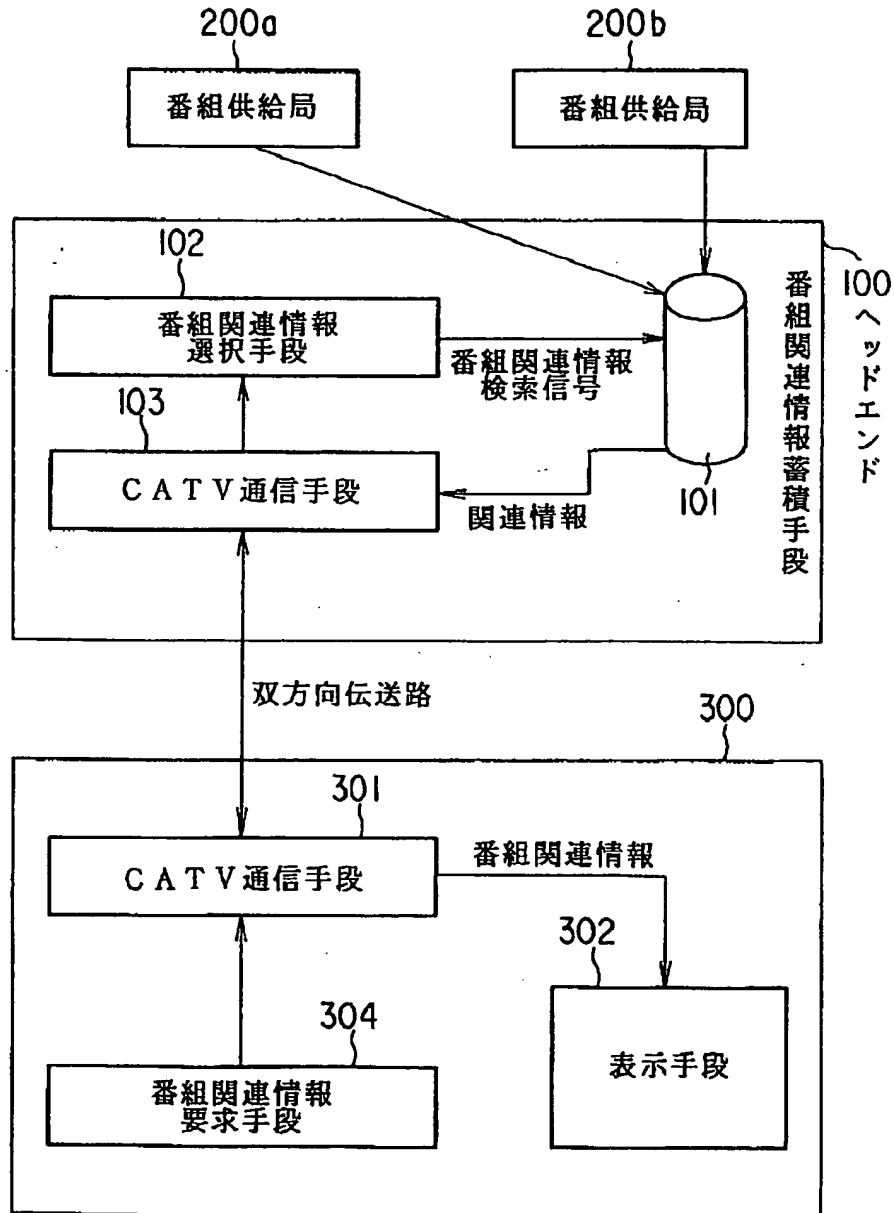 200a
200b
番組供給局
番組供給局
100
ヘッドエンド
102
番組関連情報
選択手段
番組関連情報
検索信号
103
CATV通信手段
関連情報
101
番組関連情報蓄積手段
双方向伝送路
300
301
CATV通信手段
番組関連情報
302
表示手段
304
番組関連情報
要求手段